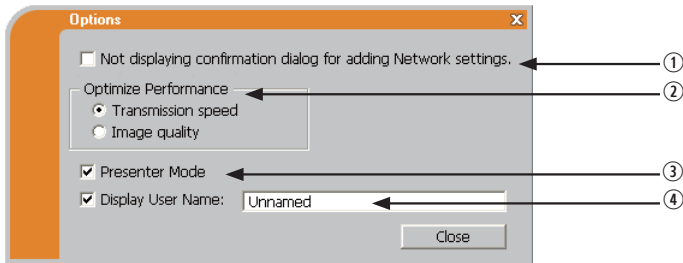 Options
Not displaying confirmation dialog for adding Network settings.
①
Optimize Performance
②
Transmission speed
Image quality
Presenter Mode
③
Display User Name: Unnamed
④
Close